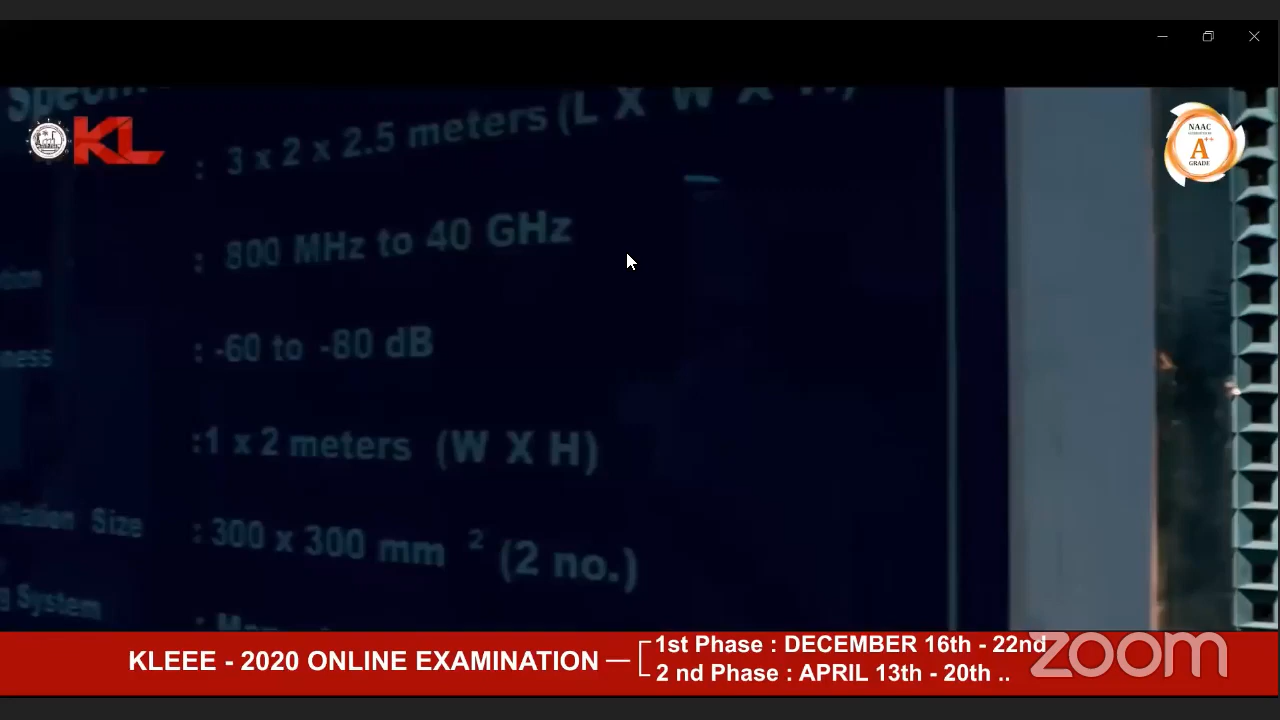 : 3 x 2 x 2.5 meters (L X W X H)
: 800 MHz to 40 GHz
: -60 to -80 dB
:1 x 2 meters (W X H)
Size : 300 x 300 mm 2 (2 no.)
System
KL
NAAC
A++
GRADE
KLEEE - 2020 ONLINE EXAMINATION
1st Phase : DECEMBER 16th - 22nd
2 nd Phase : APRIL 13th - 20th ..
zoom